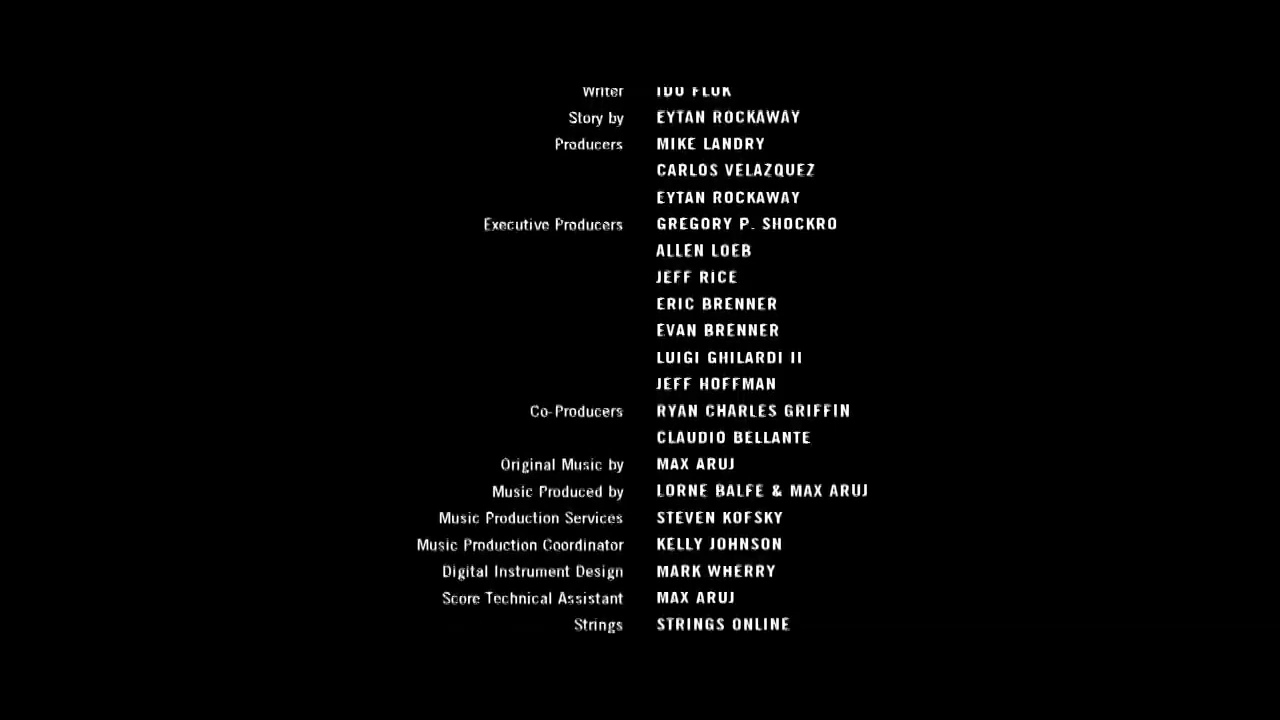 Writer IDO FLUK
Story by EYTAN ROCKAWAY
Producers MIKE LANDRY
CARLOS VELAZQUEZ
EYTAN ROCKAWAY
Executive Producers GREGORY P. SHOCKRO
ALLEN LOEB
JEFF RICE
ERIC BRENNER
EVAN BRENNER
LUIGI GHILARDI II
JEFF HOFFMAN
Co-Producers RYAN CHARLES GRIFFIN
CLAUDIO BELLANTE
Original Music by MAX ARUJ
Music Produced by LORNE BALFE & MAX ARUJ
Music Production Services STEVEN KOFSKY
Music Production Coordinator KELLY JOHNSON
Digital Instrument Design MARK WHERRY
Score Technical Assistant MAX ARUJ
Strings STRINGS ONLINE